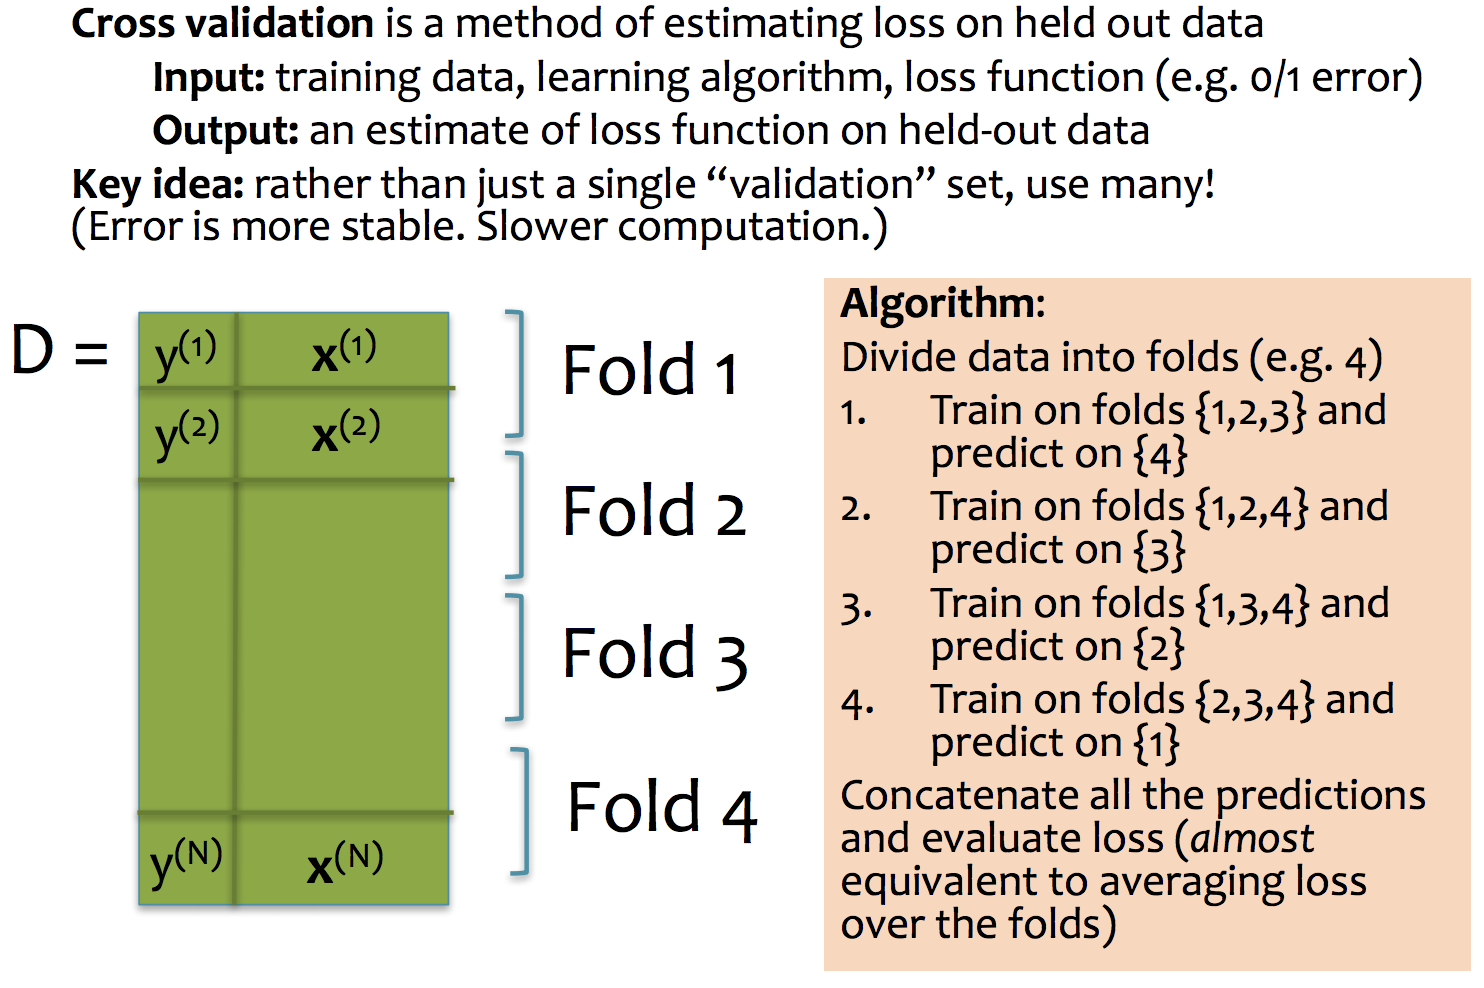 Cross validation is a method of estimating loss on held out data
Input: training data, learning algorithm, loss function (e.g. 0/1 error)
Output: an estimate of loss function on held-out data
Key idea: rather than just a single “validation” set, use many!
(Error is more stable. Slower computation.)
D =
y(1) x(1)
y(2) x(2)
y(N) x(N)
Fold 1
Fold 2
Fold 3
Fold 4
Algorithm:
Divide data into folds (e.g. 4)
1. Train on folds {1,2,3} and
predict on {4}
2. Train on folds {1,2,4} and
predict on {3}
3. Train on folds {1,3,4} and
predict on {2}
4. Train on folds {2,3,4} and
predict on {1}
Concatenate all the predictions
and evaluate loss (almost
equivalent to averaging loss
over the folds)